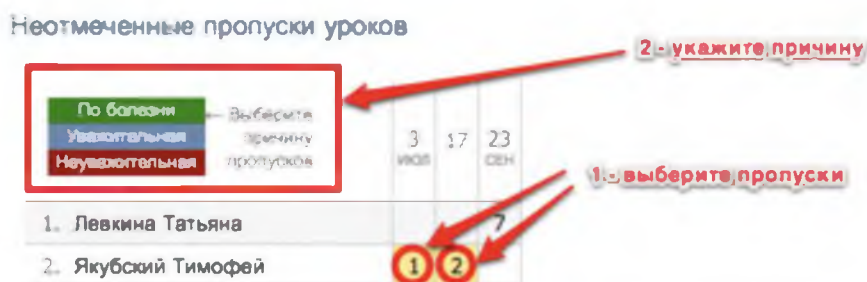 Неотмеченные пропуски уроков
2 - укажите причину
По болезни
Уважительная
Неуважительная
← Выберите
причину
пропусков
3 17 23
ИЮЛ СЕН
1 - выберите пропуски
1. Левкина Татьяна 7
2. Якубский Тимофей 1 2